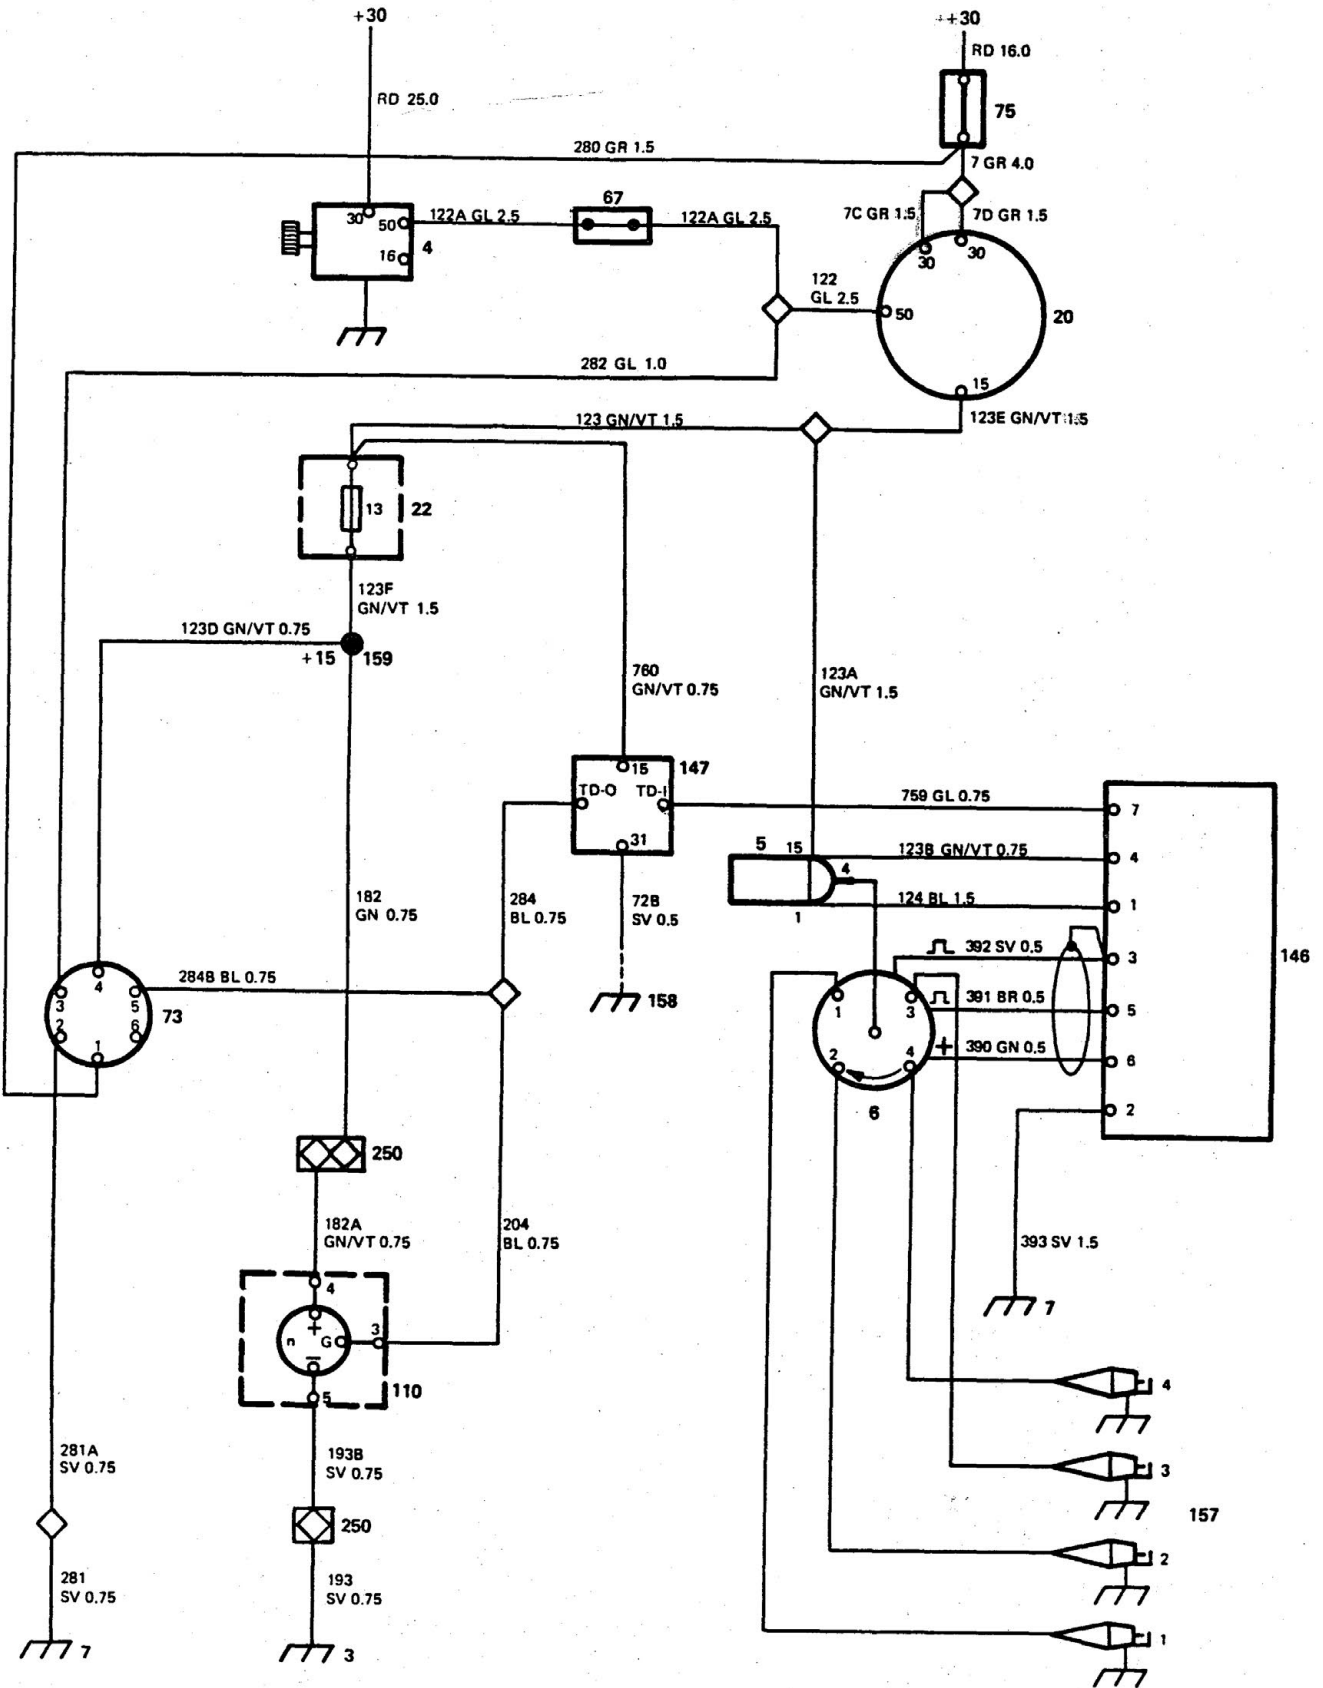 +30
+30
RD 16.0
RD 25.0
75
280 GR 1.5
7 GR 4.0
67
7C GR 1.5
7D GR 1.5
30
50
122A GL 2.5
122A GL 2.5
4
16
30
30
122
GL 2.5
50
20
282 GL 1.0
15
123 GN/VT 1.5
123E GN/VT 1.5
13
22
123F
GN/VT 1.5
123D GN/VT 0.75
+15
159
760
GN/VT 0.75
123A
GN/VT 1.5
15
147
TD-O
TD-I
759 GL 0.75
7
31
5
15
123B GN/VT 0.75
4
4
182
GN 0.75
284
BL 0.75
72B
SV 0.5
1
124 BL 1.5
1
392 SV 0.5
3
146
284B BL 0.75
4
3
5
73
2
6
1
158
1
3
391 BR 0.5
5
2
4
+
390 GN 0.5
6
6
2
250
182A
GN/VT 0.75
204
BL 0.75
393 SV 1.5
7
4
+
n
G
3
–
5
110
4
281A
SV 0.75
193B
SV 0.75
3
157
250
2
281
SV 0.75
193
SV 0.75
1
7
3